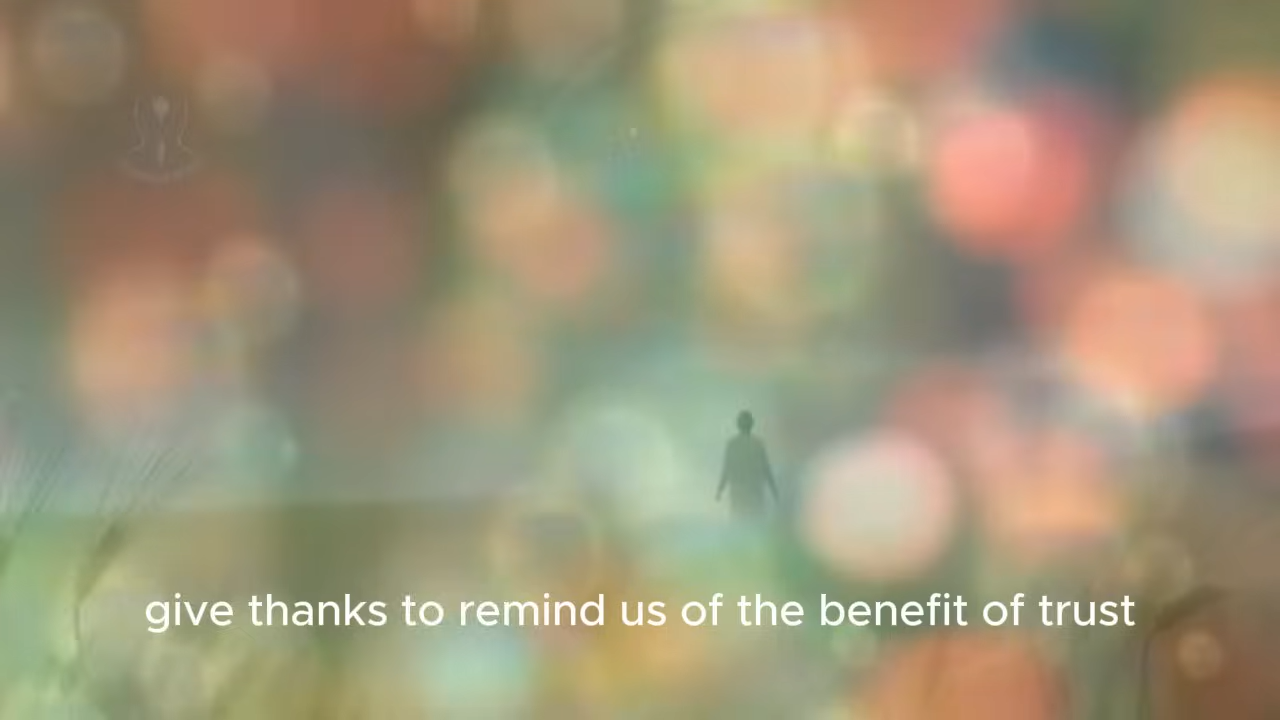 give thanks to remind us of the benefit of trust